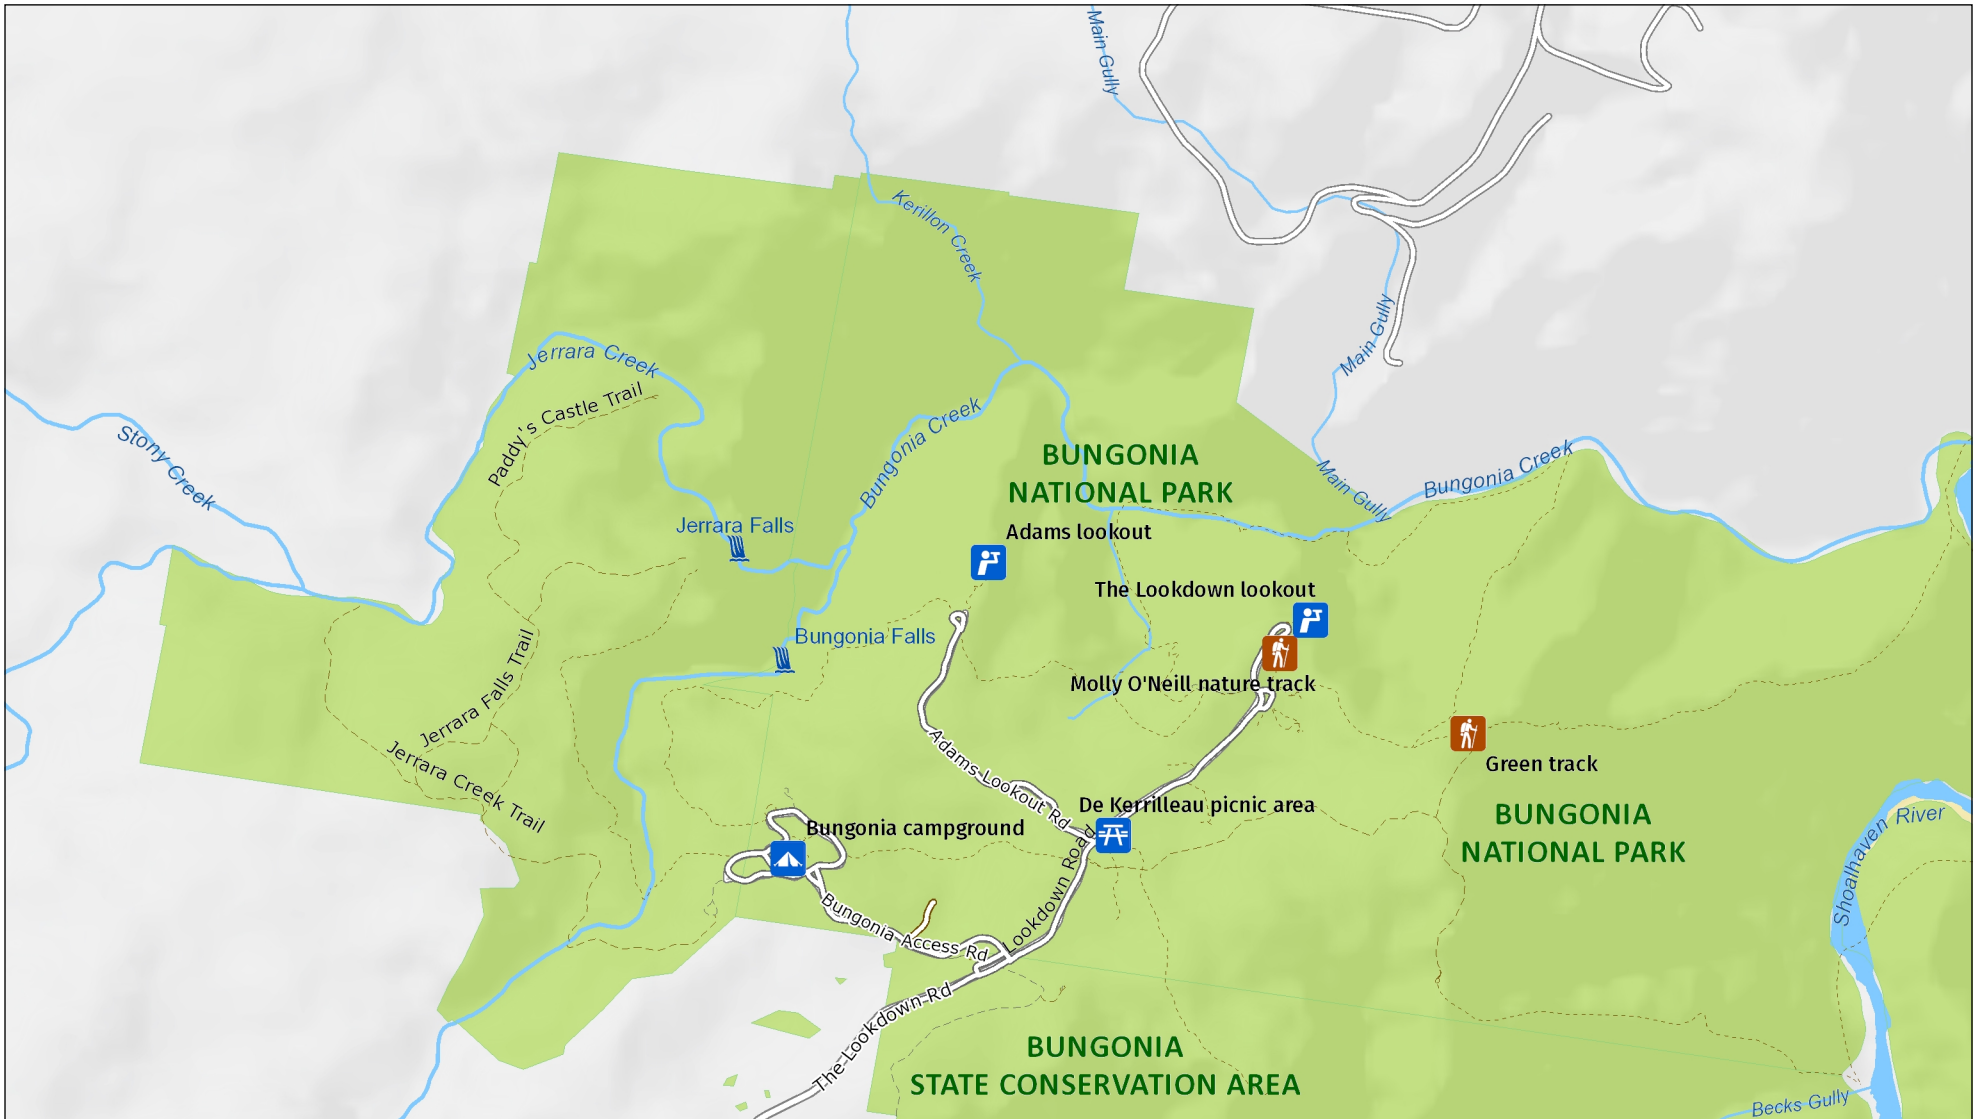 Main Gully
Kerillon Creek
Jerrara Creek
Main Gully
Paddy's Castle Trail
Bungonia Creek
Stony Creek
BUNGONIA
NATIONAL PARK
Bungonia Creek
Main Gully
Jerrara Falls
Adams lookout
The Lookdown lookout
Bungonia Falls
Jerrara Falls Trail
Molly O'Neill nature track
Jerrara Creek Trail
Adams Lookout Rd
Green track
De Kerrilleau picnic area
BUNGONIA
NATIONAL PARK
Shoalhaven River
Bungonia campground
Lookdown Road
Bungonia Access Rd
The Lookdown Rd
BUNGONIA
STATE CONSERVATION AREA
Becks Gully